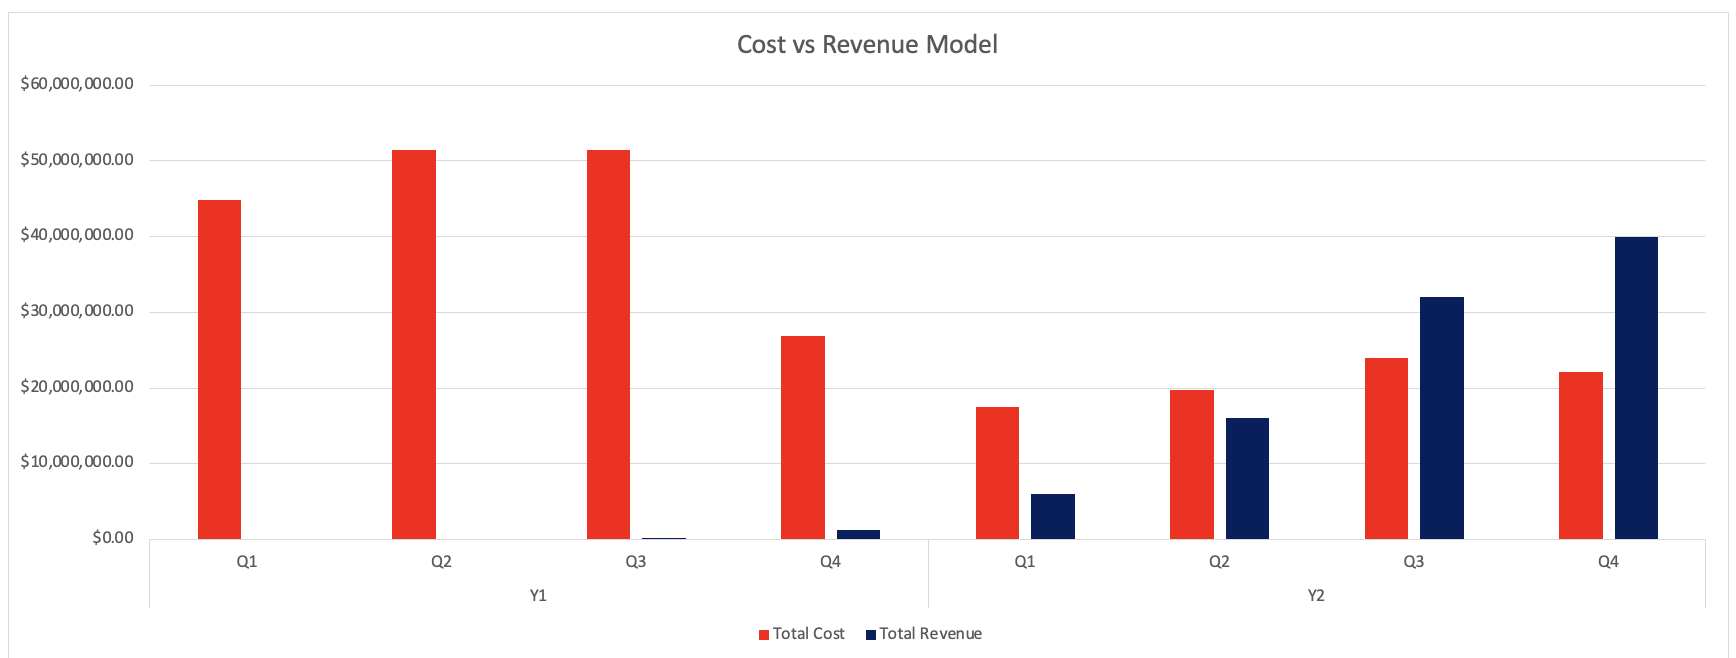 Cost vs Revenue Model
$60,000,000.00
$50,000,000.00
$40,000,000.00
$30,000,000.00
$20,000,000.00
$10,000,000.00
$0.00
Q1 Q2 Q3 Q4 Q1 Q2 Q3 Q4
Y1 Y2
Total Cost Total Revenue